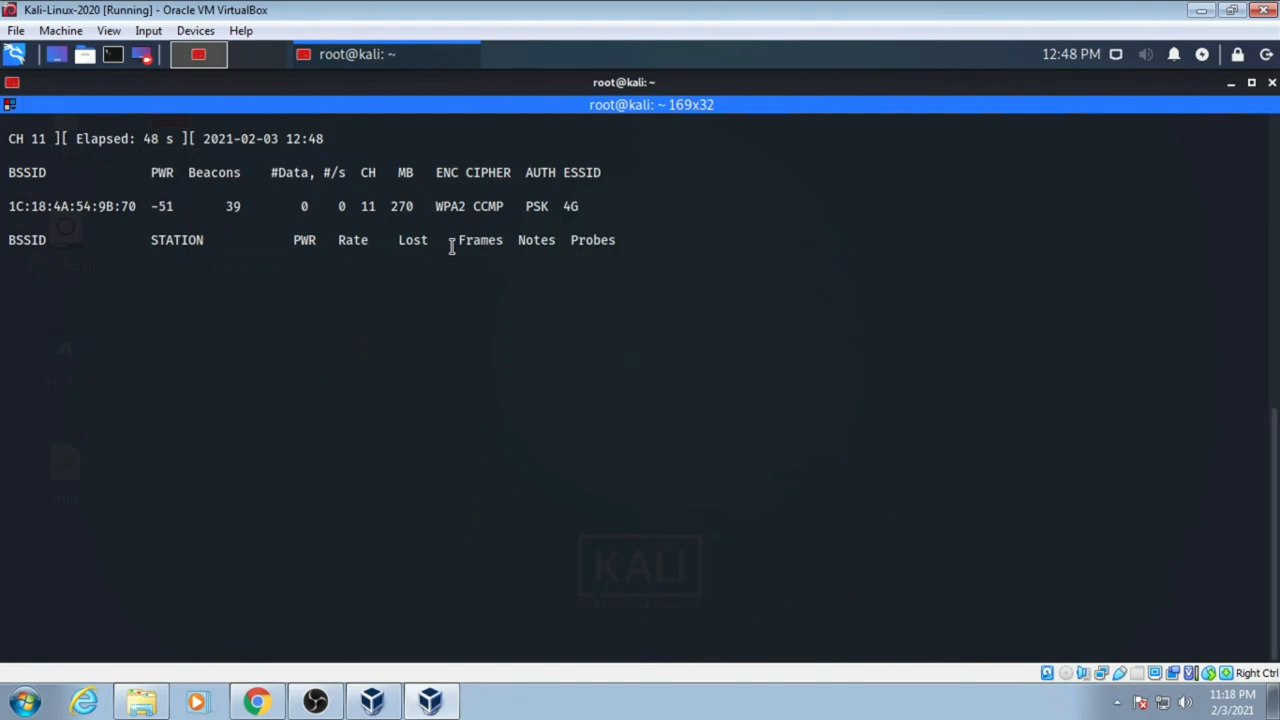 Kali-Linux-2020 [Running] - Oracle VM VirtualBox
File Machine View Input Devices Help
root@kali: ~ 12:48 PM
root@kali: ~
root@kali: ~ 169x32
CH 11 ][ Elapsed: 48 s ][ 2021-02-03 12:48
BSSID PWR Beacons #Data, #/s CH MB ENC CIPHER AUTH ESSID
1C:18:4A:54:9B:70 -51 39 0 0 11 270 WPA2 CCMP PSK 4G
BSSID STATION PWR Rate Lost Frames Notes Probes
KALI
Right Ctrl
11:18 PM
2/3/2021